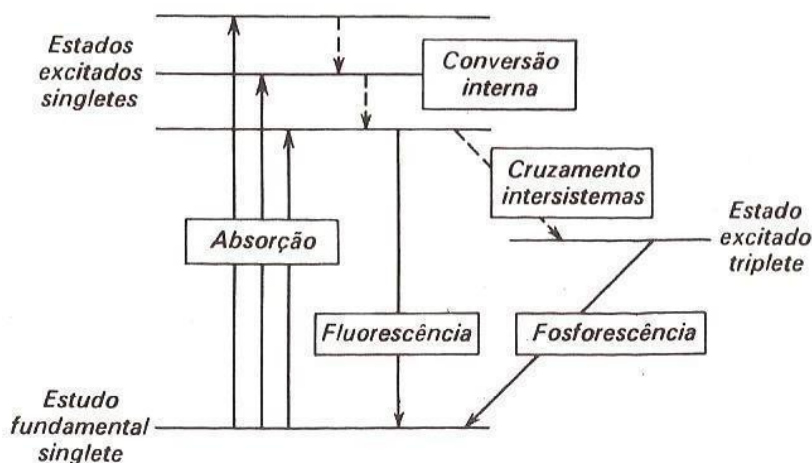 Estados
excitados
singletes
Conversão
interna
Cruzamento
intersistemas
Estado
excitado
triplete
Absorção
Fluorescência
Fosforescência
Estudo
fundamental
singlete